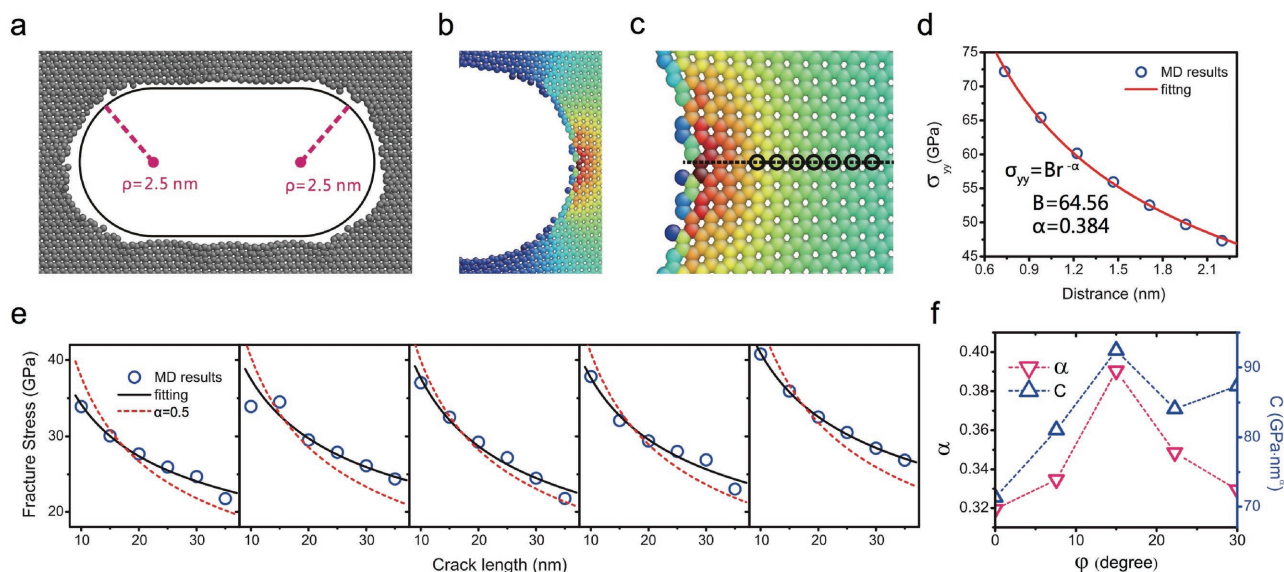 a
b
c
d
ρ=2.5 nm
ρ=2.5 nm
75
70
65
60
55
50
45
σyy (GPa)
MD results
fittng
σyy=Br-α
B=64.56
α=0.384
0.6 0.9 1.2 1.5 1.8 2.1
Distrance (nm)
e
Fracture Stress (GPa)
40
30
20
MD results
fitting
α=0.5
10 20 30 10 20 30 10 20 30 10 20 30 10 20 30
Crack length (nm)
f
α
0.40
0.38
0.36
0.34
0.32
α
C
90
80
70
C (GPa·nmα)
0 10 20 30
φ (degree)